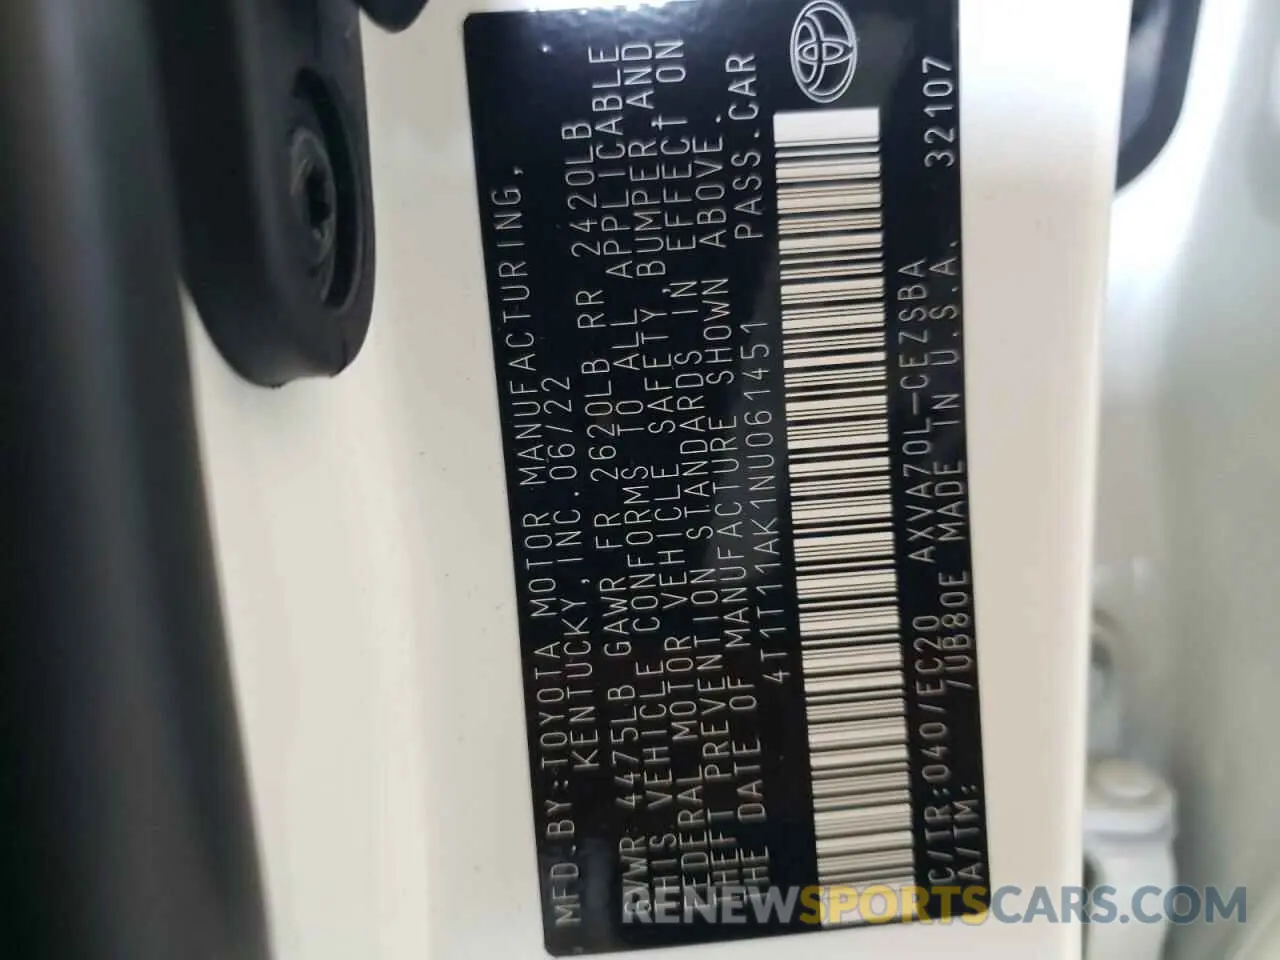 MFD.BY:TOYOTA MOTOR MANUFACTURING,
KENTUCKY, INC. 06/22
GVWR: 4475LB GAWR FR 2620LB RR 2420LB
THIS VEHICLE CONFORMS TO ALL APPLICABLE
FEDERAL MOTOR VEHICLE SAFETY, BUMPER AND
THEFT PREVENTION STANDARDS IN EFFECT ON
THE DATE OF MANUFACTURE SHOWN ABOVE.
4T1T11AK1NU061451 PASS.CAR
C/TR:040/EC20 AXVA70L-CEZSBA 32107
A/TM: /UB80E MADE IN U.S.A.
RENEWSPORTSCARS.COM